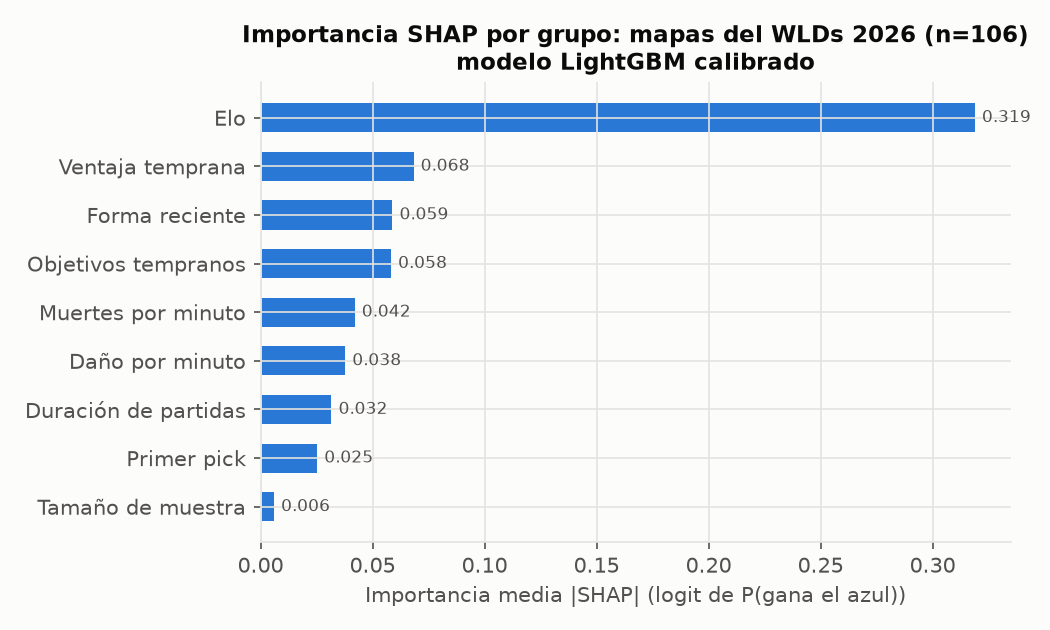 Importancia SHAP por grupo: mapas del WLDs 2026 (n=106)
modelo LightGBM calibrado
Elo 0.319
Ventaja temprana 0.068
Forma reciente 0.059
Objetivos tempranos 0.058
Muertes por minuto 0.042
Daño por minuto 0.038
Duración de partidas 0.032
Primer pick 0.025
Tamaño de muestra 0.006
0.00 0.05 0.10 0.15 0.20 0.25 0.30
Importancia media |SHAP| (logit de P(gana el azul))